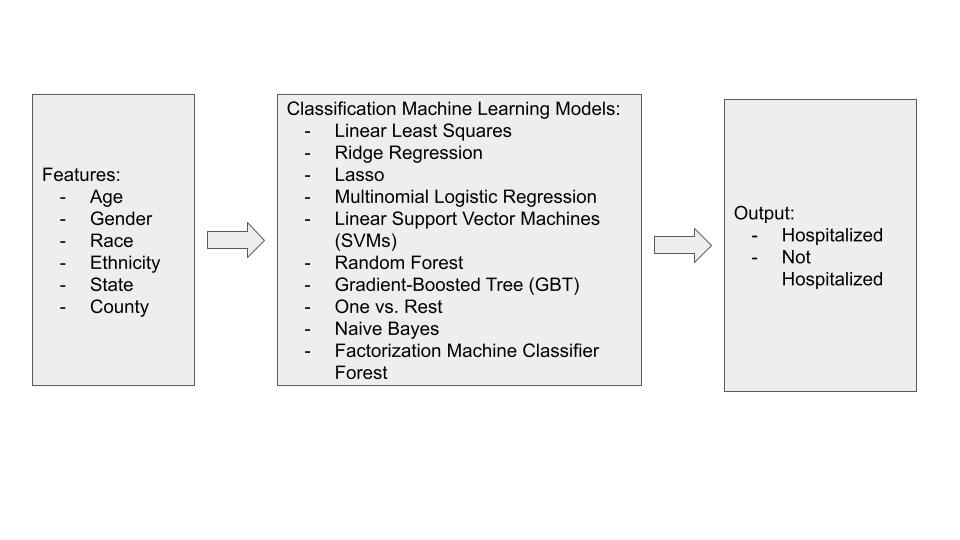 Features:
- Age
- Gender
- Race
- Ethnicity
- State
- County
Classification Machine Learning Models:
- Linear Least Squares
- Ridge Regression
- Lasso
- Multinomial Logistic Regression
- Linear Support Vector Machines
(SVMs)
- Random Forest
- Gradient-Boosted Tree (GBT)
- One vs. Rest
- Naive Bayes
- Factorization Machine Classifier
Forest
Output:
- Hospitalized
- Not
Hospitalized